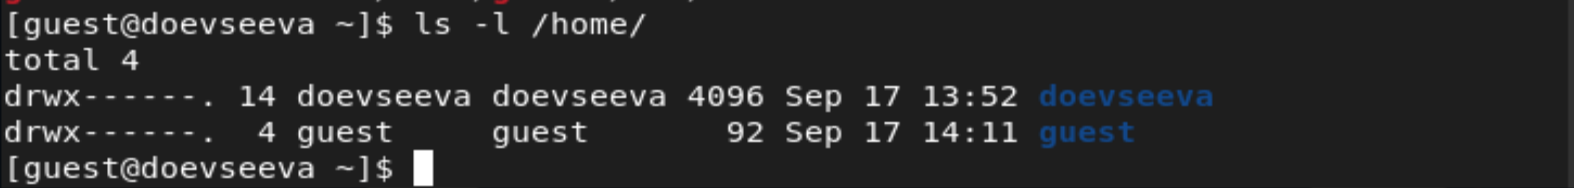 [guest@doevseeva ~]$ ls -l /home/
total 4
drwx------. 14 doevseeva doevseeva 4096 Sep 17 13:52 doevseeva
drwx------.  4 guest     guest       92 Sep 17 14:11 guest
[guest@doevseeva ~]$